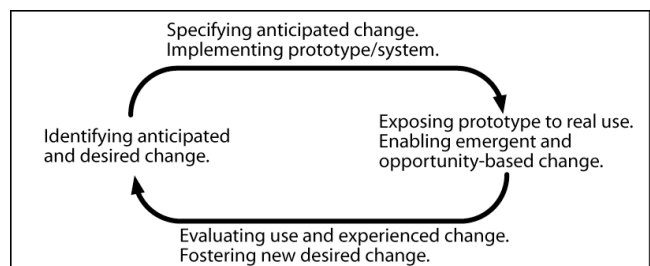 Specifying anticipated change.
Implementing prototype/system.
Identifying anticipated
and desired change.
Exposing prototype to real use.
Enabling emergent and
opportunity-based change.
Evaluating use and experienced change.
Fostering new desired change.